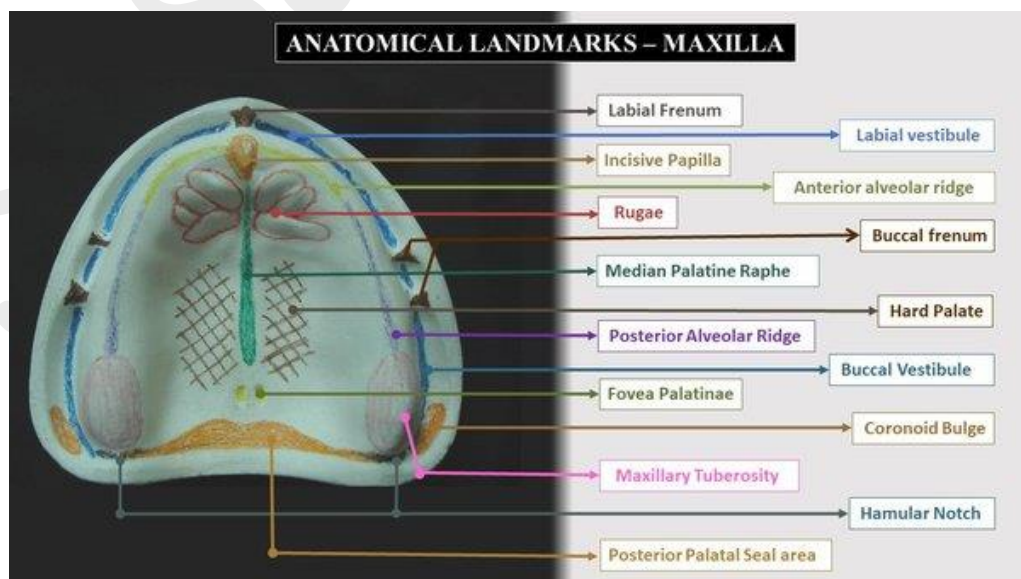 ANATOMICAL LANDMARKS – MAXILLA
Labial Frenum
Labial vestibule
Incisive Papilla
Anterior alveolar ridge
Rugae
Buccal frenum
Median Palatine Raphe
Hard Palate
Posterior Alveolar Ridge
Buccal Vestibule
Fovea Palatinae
Coronoid Bulge
Maxillary Tuberosity
Hamular Notch
Posterior Palatal Seal area